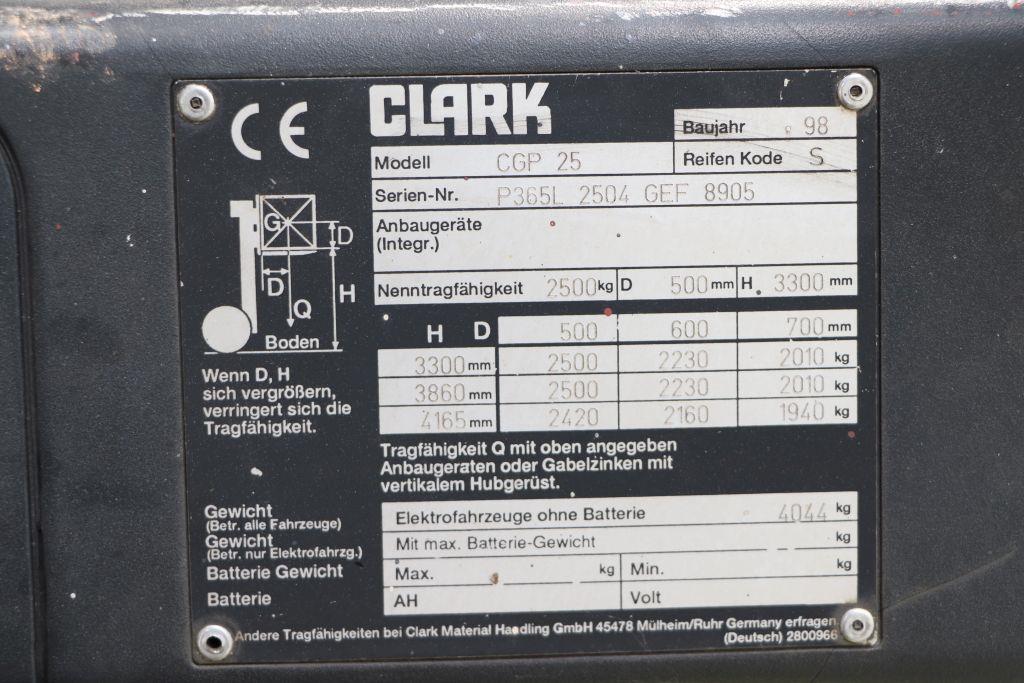 CE
CLARK
Baujahr 98
Modell CGP 25
Reifen Kode S
Serien-Nr. P365L 2504 GEF 8905
Anbaugeräte
(Integr.)
Nenntragfähigkeit 2500 kg D 500 mm H. 3300 mm
G
D
D
H
Q
Boden
H D 500 600 700 mm
3300 mm 2500 2230 2010 kg
3860 mm 2500 2230 2010 kg
4165 mm 2420 2160 1940 kg
Wenn D, H
sich vergrößern,
verringert sich die
Tragfähigkeit.
Tragfähigkeit Q mit oben angegeben
Anbaugeraten oder Gabelzinken mit
vertikalem Hubgerüst.
Gewicht
(Betr. alle Fahrzeuge)
Elektrofahrzeuge ohne Batterie 4044 kg
Gewicht
(Betr. nur Elektrofahrzg.)
Mit max. Batterie-Gewicht kg
Batterie Gewicht Max. kg Min. kg
Batterie AH Volt
Andere Tragfähigkeiten bei Clark Material Handling GmbH 45478 Mülheim/Ruhr Germany erfragen.
(Deutsch) 2800966